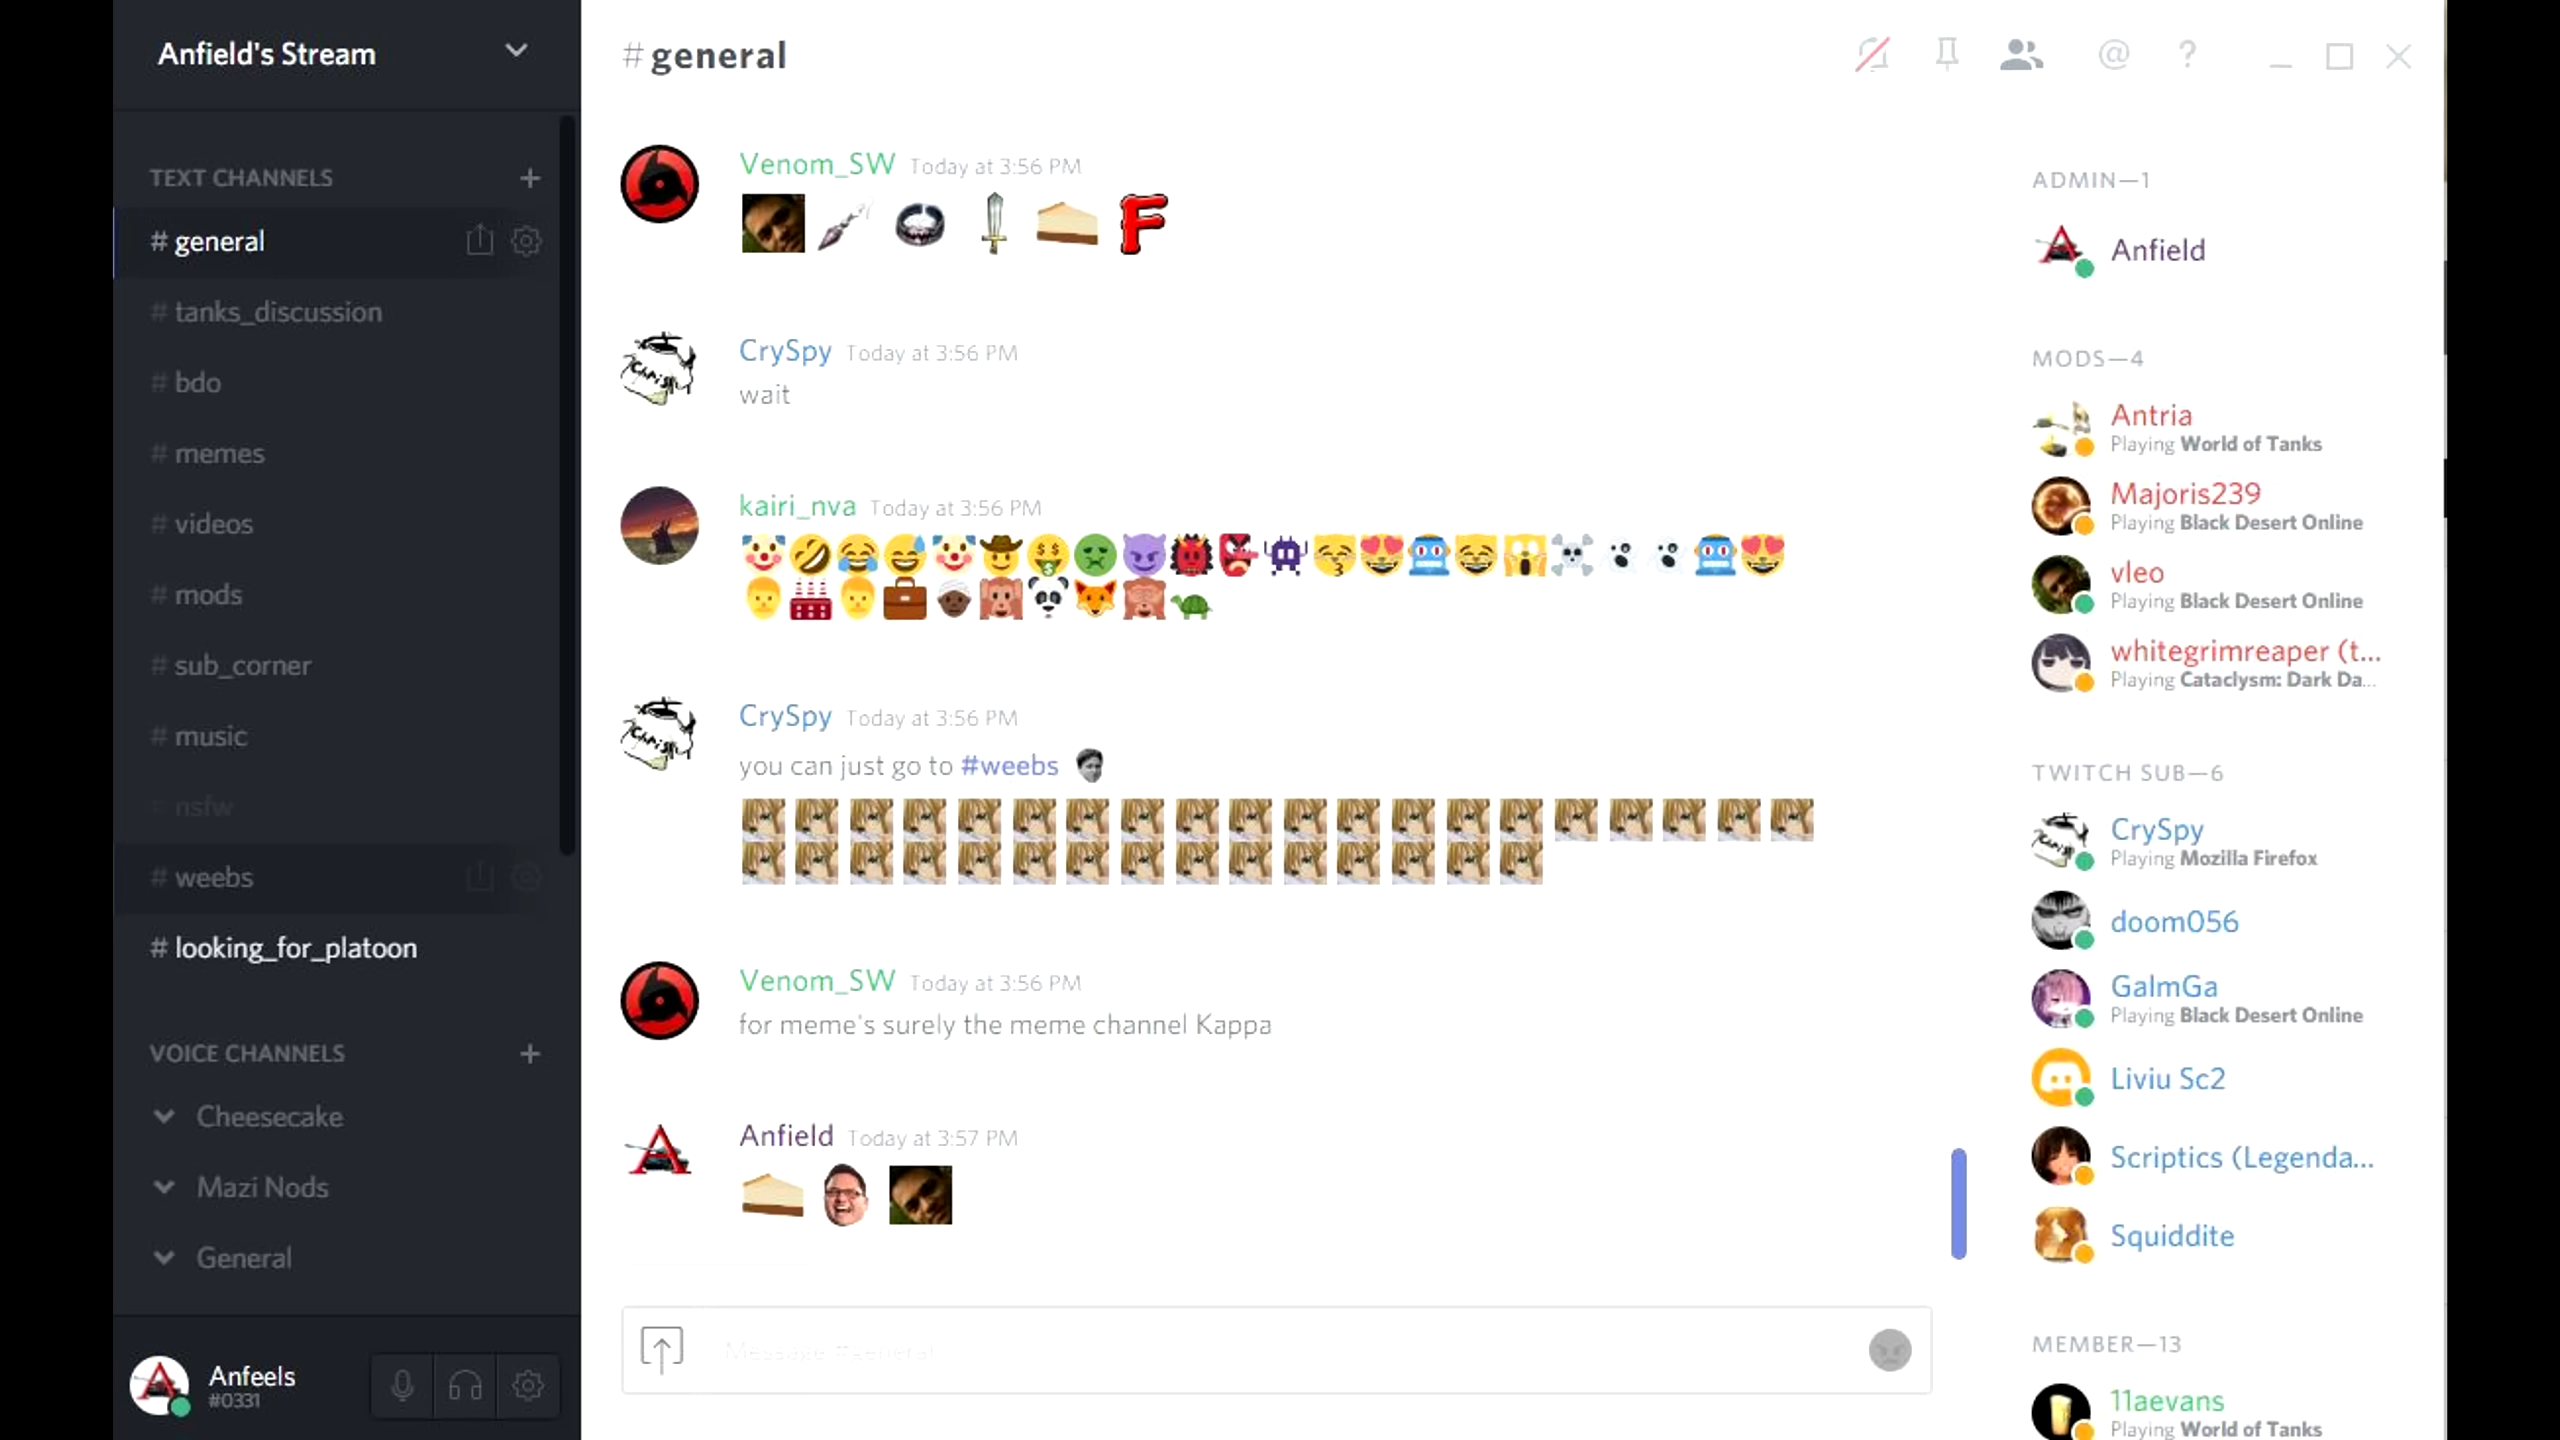 Anfield's Stream
TEXT CHANNELS
# general
# tanks_discussion
# bdo
# memes
# videos
# mods
# sub_corner
# music
# nsfw
# weebs
# looking_for_platoon
VOICE CHANNELS
Cheesecake
Mazi Nods
General
Anfeels
#0331
# general
Venom_SW Today at 3:56 PM
F
CrySpy Today at 3:56 PM
wait
kairi_nva Today at 3:56 PM
CrySpy Today at 3:56 PM
you can just go to #weebs
Venom_SW Today at 3:56 PM
for meme's surely the meme channel Kappa
Anfield Today at 3:57 PM
Message #general
ADMIN—1
Anfield
MODS—4
Antria
Playing World of Tanks
Majoris239
Playing Black Desert Online
vleo
Playing Black Desert Online
whitegrimreaper (t...
Playing Cataclysm: Dark Da...
TWITCH SUB—6
CrySpy
Playing Mozilla Firefox
doom056
GalmGa
Playing Black Desert Online
Liviu Sc2
Scriptics (Legenda...
Squiddite
MEMBER—13
11aevans
Playing World of Tanks